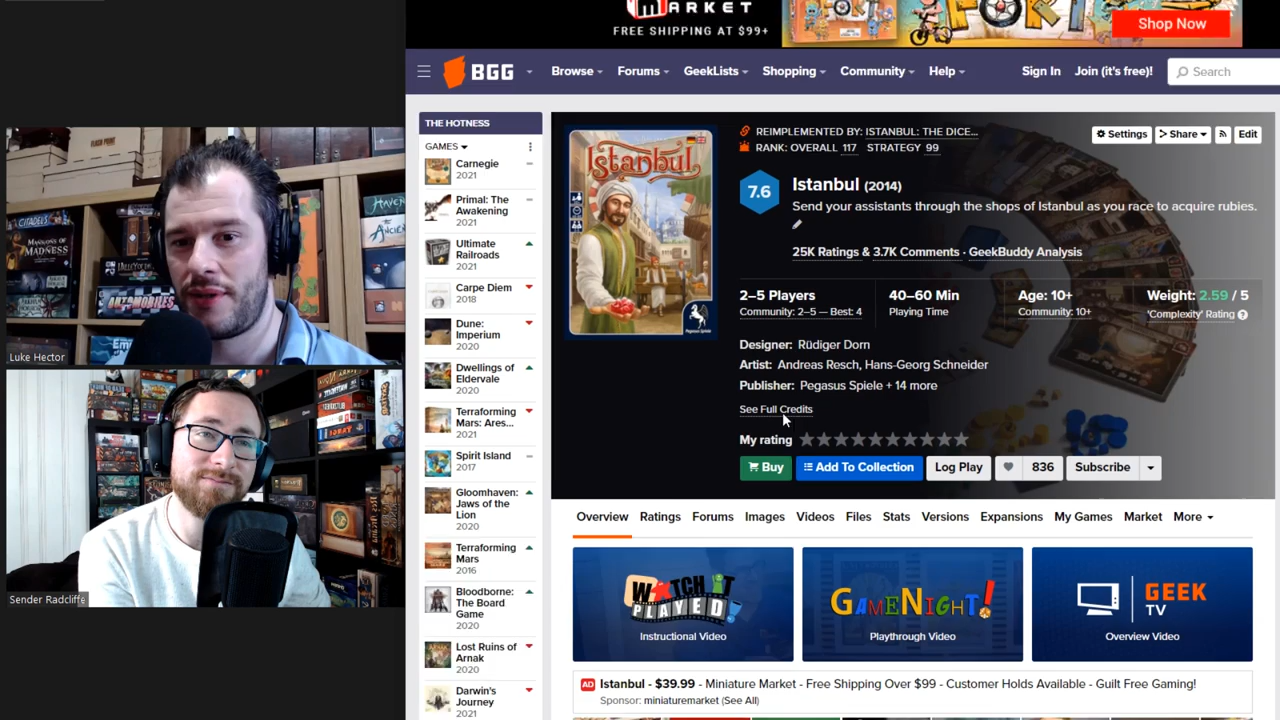 MARKET
FREE SHIPPING AT $99+
Shop Now
BGG
Browse
Forums
GeekLists
Shopping
Community
Help
Sign In
Join (it's free)!
Search
THE HOTNESS
GAMES
Carnegie
2021
Primal: The
Awakening
2021
Ultimate
Railroads
2021
Carpe Diem
2018
Dune:
Imperium
2020
Dwellings of
Eldervale
2020
Terraforming
Mars: Ares...
2021
Spirit Island
2017
Gloomhaven:
Jaws of the
Lion
2020
Terraforming
Mars
2016
Bloodborne:
The Board
Game
2020
Lost Ruins of
Arnak
2020
Darwin's
Journey
2021
Istanbul
REIMPLEMENTED BY: ISTANBUL: THE DICE...
RANK: OVERALL 117 STRATEGY 99
Settings
Share
Edit
7.6
Istanbul (2014)
Send your assistants through the shops of Istanbul as you race to acquire rubies.
25K Ratings & 3.7K Comments · GeekBuddy Analysis
2–5 Players
Community: 2–5 — Best: 4
40–60 Min
Playing Time
Age: 10+
Community: 10+
Weight: 2.59 / 5
'Complexity' Rating
Designer: Rüdiger Dorn
Artist: Andreas Resch, Hans-Georg Schneider
Publisher: Pegasus Spiele + 14 more
See Full Credits
My rating
Buy
Add To Collection
Log Play
836
Subscribe
Overview
Ratings
Forums
Images
Videos
Files
Stats
Versions
Expansions
My Games
Market
More
WATCH IT
PLAYED!
Instructional Video
GAMENIGHT!
Playthrough Video
GEEK
TV
Overview Video
AD Istanbul - $39.99 - Miniature Market - Free Shipping Over $99 - Customer Holds Available - Guilt Free Gaming!
Sponsor: miniaturemarket (See All)
CITADELS
MANSIONS OF
MADNESS
AUTOMOBILES
Luke Hector
Sender Radcliffe